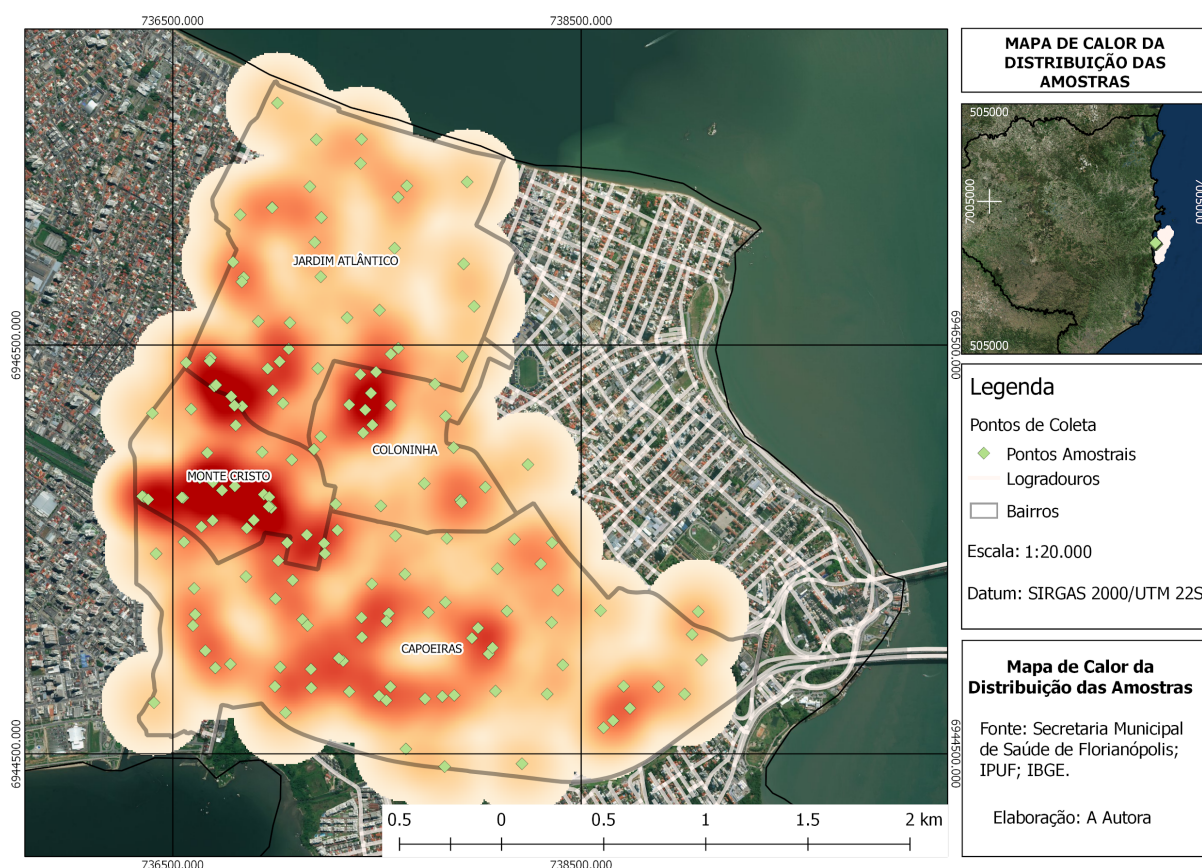 736500.000
738500.000
6946500.000
6944500.000
JARDIM ATLÂNTICO
COLONINHA
MONTE CRISTO
CAPOEIRAS
6946500.000
6944500.000
0.5 0 0.5 1 1.5 2 km
736500.000
738500.000
MAPA DE CALOR DA
DISTRIBUIÇÃO DAS
AMOSTRAS
505000
7005000
7005000
505000
Legenda
Pontos de Coleta
Pontos Amostrais
Logradouros
Bairros
Escala: 1:20.000
Datum: SIRGAS 2000/UTM 22S
Mapa de Calor da
Distribuição das Amostras
Fonte: Secretaria Municipal
de Saúde de Florianópolis;
IPUF; IBGE.
Elaboração: A Autora